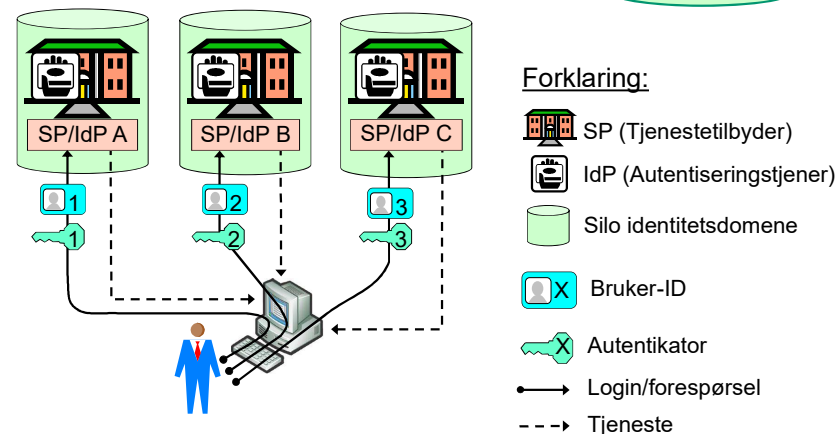 SP/IdP A
SP/IdP B
SP/IdP C
1
2
3
1
2
3
Forklaring:
SP (Tjenestetilbyder)
IdP (Autentiseringstjener)
Silo identitetsdomene
X Bruker-ID
X Autentikator
Login/forespørsel
Tjeneste